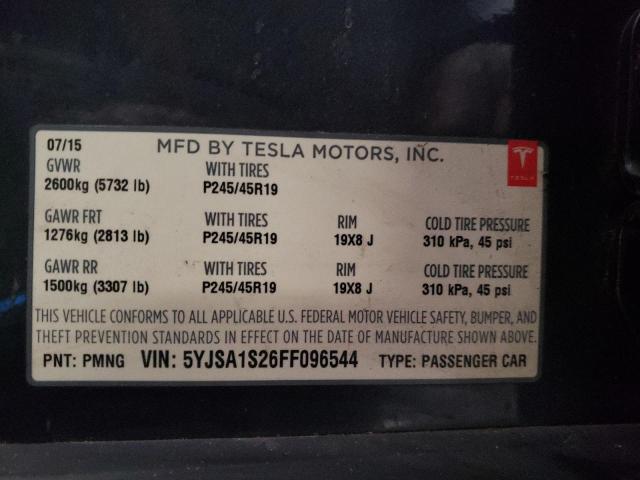 07/15 MFD BY TESLA MOTORS, INC.
GVWR WITH TIRES
2600kg (5732 lb) P245/45R19
TESLA
GAWR FRT WITH TIRES RIM COLD TIRE PRESSURE
1276kg (2813 lb) P245/45R19 19X8 J 310 kPa, 45 psi
GAWR RR WITH TIRES RIM COLD TIRE PRESSURE
1500kg (3307 lb) P245/45R19 19X8 J 310 kPa, 45 psi
THIS VEHICLE CONFORMS TO ALL APPLICABLE U.S. FEDERAL MOTOR VEHICLE SAFETY, BUMPER, AND
THEFT PREVENTION STANDARDS IN EFFECT ON THE DATE OF MANUFACTURE SHOWN ABOVE.
PNT: PMNG VIN: 5YJSA1S26FF096544 TYPE: PASSENGER CAR